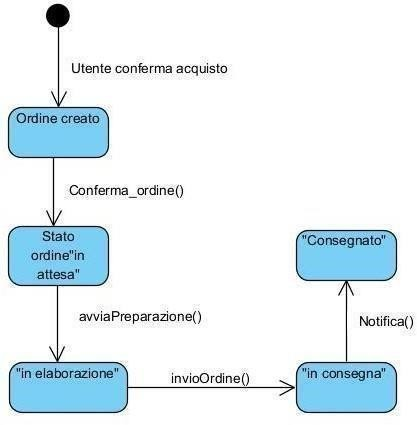 Utente conferma acquisto
Ordine creato
Conferma_ordine()
Stato
ordine"in
attesa"
"Consegnato"
avviaPreparazione()
Notifica()
"in elaborazione"
invioOrdine()
"in consegna"